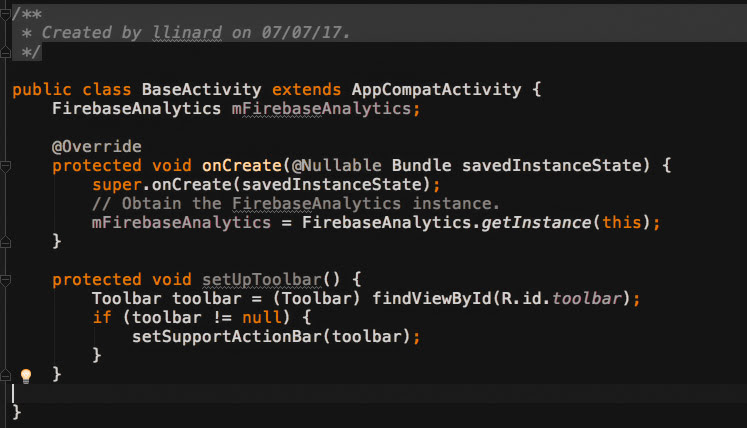 /**
 * Created by llinard on 07/07/17.
 */
public class BaseActivity extends AppCompatActivity {
    FirebaseAnalytics mFirebaseAnalytics;
    @Override
    protected void onCreate(@Nullable Bundle savedInstanceState) {
        super.onCreate(savedInstanceState);
        // Obtain the FirebaseAnalytics instance.
        mFirebaseAnalytics = FirebaseAnalytics.getInstance(this);
    }
    protected void setUpToolbar() {
        Toolbar toolbar = (Toolbar) findViewById(R.id.toolbar);
        if (toolbar != null) {
            setSupportActionBar(toolbar);
        }
    }
}